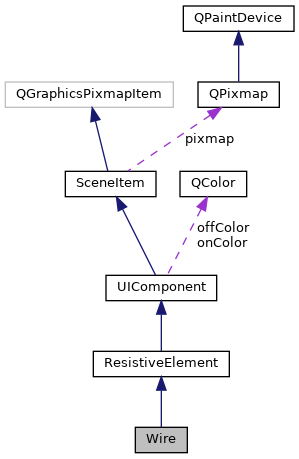 QPaintDevice
QGraphicsPixmapItem
QPixmap
pixmap
SceneItem
QColor
offColor
onColor
UIComponent
ResistiveElement
Wire